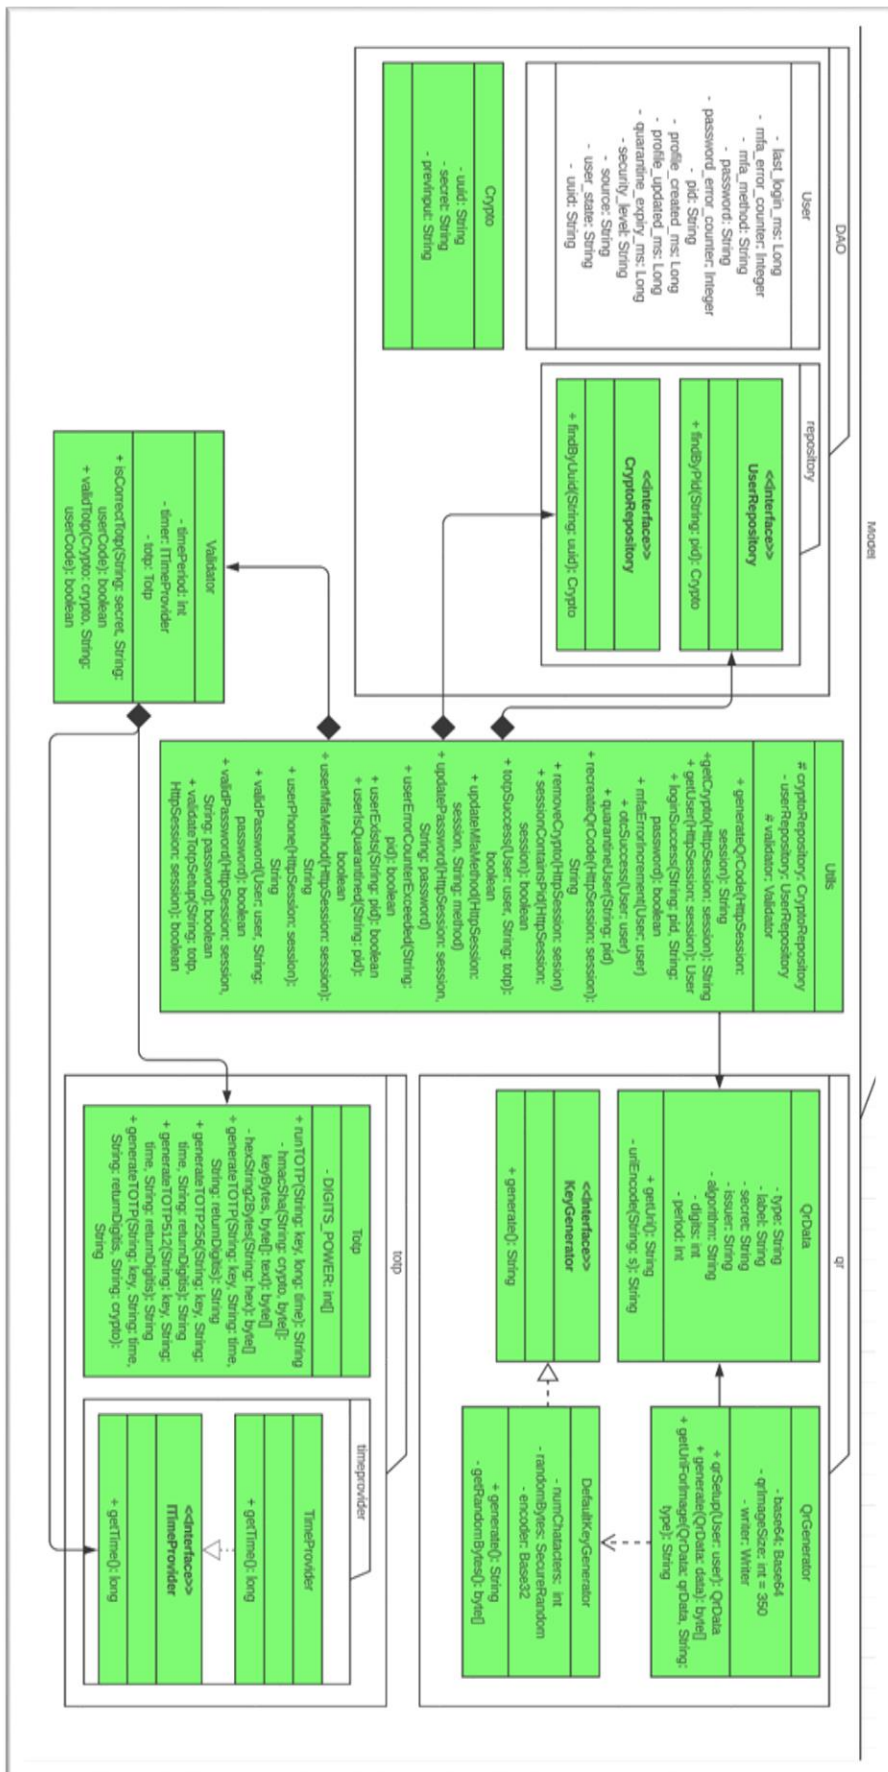 Model
DAO
User
- last_login_ms: Long
- mfa_error_counter: Integer
- mfa_method: String
- password: String
- password_error_counter: Integer
- pid: String
- profile_created_ms: Long
- profile_updated_ms: Long
- quarantine_expiry_ms: Long
- security_level: String
- source: String
- user_state: String
- uuid: String
Crypto
- uuid: String
- secret: String
- prevInput: String
repository
<<interface>>
UserRepository
+ findByPid(String: pid): Crypto
<<interface>>
CryptoRepository
+ findByUuid(String: uuid): Crypto
Validator
- timePeriod: int
- timer: ITimeProvider
- totp: Totp
+ isCorrectTotp(String: secret, String:
userCode): boolean
+ validTotp(Crypto: crypto, String:
userCode): boolean
Utils
# cryptoRepository: CryptoRepository
- userRepository: UserRepository
# validator: Validator
+ generateQrCode(HttpSession:
session): String
+getCrypto(HttpSession: session): String
+ getUser(HttpSession: session): User
+ loginSuccess(String: pid, String:
password): boolean
+ mfaErrorIncrement(User: user)
+ otcSuccess(User: user)
+ quarantineUser(String: pid)
+ recreateQrCode(HttpSession: session):
String
+ removeCrypto(HttpSession: sesion)
+ sessionContainsPid(HttpSession:
session): boolean
+ totpSuccess(User: user, String: totp):
boolean
+ updateMfaMethod(HttpSession:
session, String: method)
+ updatePassword(HttpSession: session,
String: password)
+ userErrorCounterExceeded(String:
pid): boolean
+ userExists(String: pid): boolean
+ userIsQuarantined(String: pid):
boolean
+ userMfaMethod(HttpSession: session):
String
+ userPhone(HttpSession: session):
String
+ validPassword(User: user, String:
password): boolean
+ validPassword(HttpSession: session,
String: password): boolean
+ validateTotpSetup(String: totp,
HttpSession: session): boolean
qr
QrData
- type: String
- label: String
- secret: String
- issuer: String
- algorithm: String
- digits: int
- period: int
+ getUri(): String
- uriEncode(String: s): String
<<Interface>>
KeyGenerator
+ generate(): String
QrGenerator
- base64: Base64
- qrImageSize: int = 350
- writer: Writer
+ qrSetup(User: user): QrData
+ generate(QrData: data): byte[]
+ getUriForImage(QrData: qrData, String:
type): String
DefaultKeyGenerator
- numChatacters: int
- randomBytes: SecureRandom
- encoder: Base32
+ generate(): String
- getRandomBytes(): byte[]
totp
Totp
- DIGITS_POWER: int[]
+ runTOTP(String: key, long: time): String
- hmacSha(String: crypto, byte[]:
keyBytes, byte[]: text): byte[]
- hexString2Bytes(String: hex): byte[]
+ generateTOTP(String: key, String: time,
String: returnDigitis): String
+ generateTOTP256(String: key, String:
time, String: returnDigitis): String
+ generateTOTP512(String: key, String:
time, String: returnDigitis): String
+ generateTOTP(String: key, String: time,
String: returnDigitis, String: crypto):
String
timeprovider
TimeProvider
+ getTime(): long
<<Interface>>
ITimeProvider
+ getTime(): long